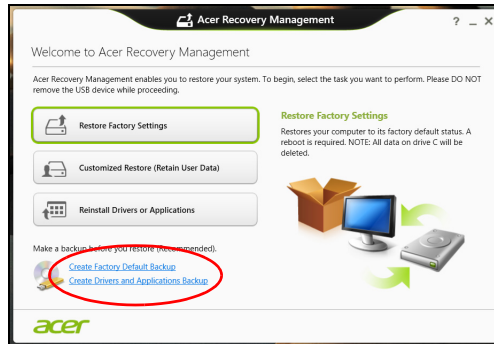 Acer Recovery Management
Welcome to Acer Recovery Management
Acer Recovery Management enables you to restore your system. To begin, select the task you want to perform. Please DO NOT
remove the USB device while proceeding.
Restore Factory Settings
Customized Restore (Retain User Data)
Reinstall Drivers or Applications
Restore Factory Settings
Restores your computer to its factory default status. A
reboot is required. NOTE: All data on drive C will be
deleted.
Make a backup before you restore (Recommended).
Create Factory Default Backup
Create Drivers and Applications Backup
acer